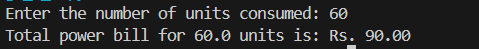 Enter the number of units consumed: 60
Total power bill for 60.0 units is: Rs. 90.00